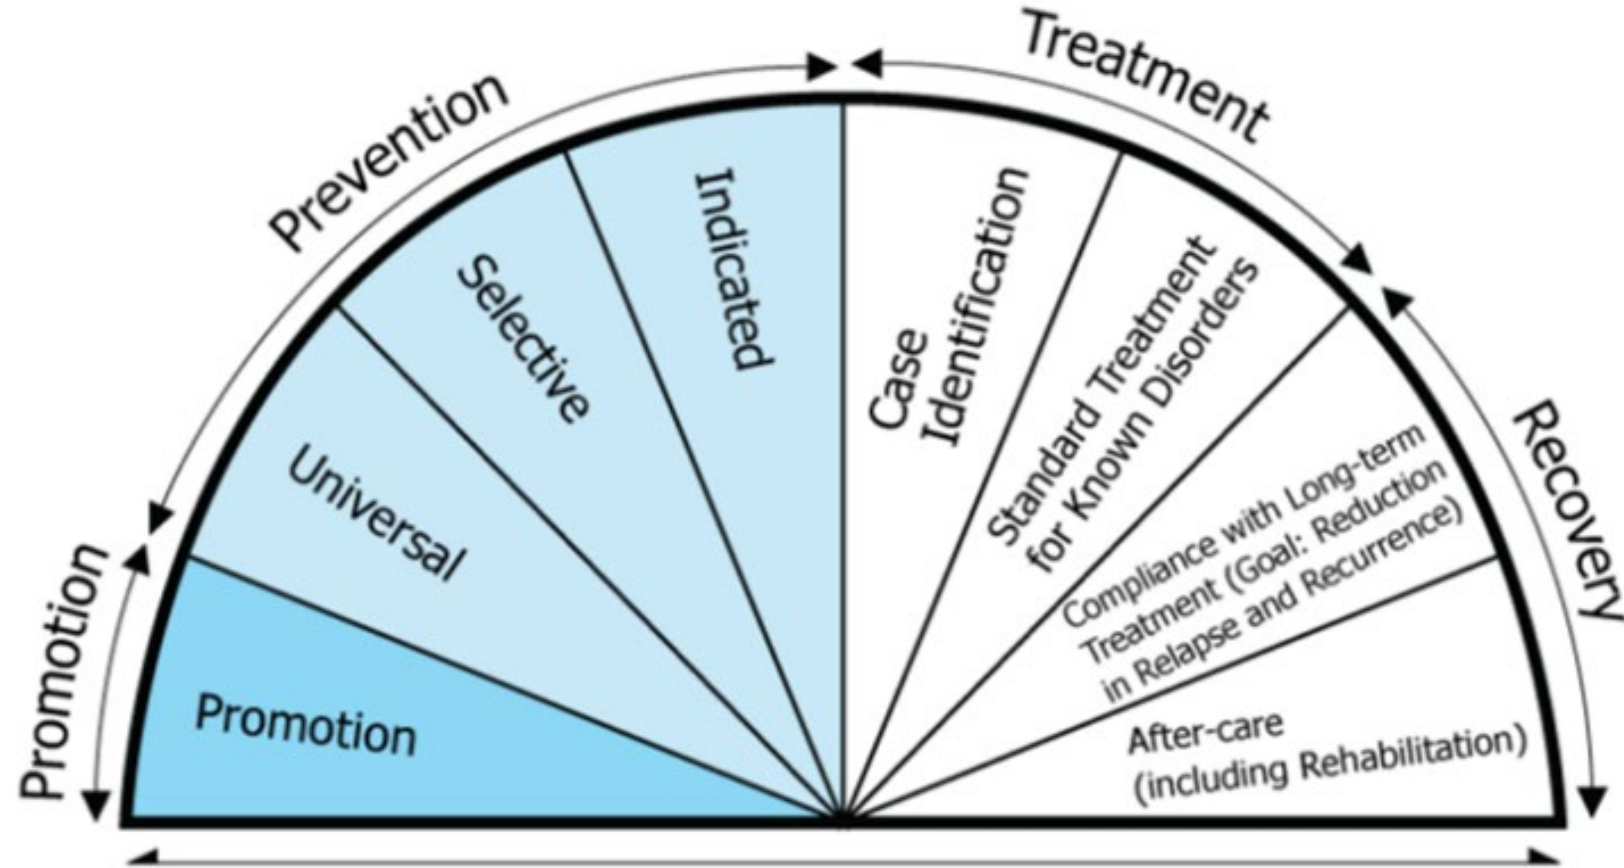 Promotion
Prevention
Treatment
Recovery
Promotion
Universal
Selective
Indicated
Case
Identification
Standard Treatment
for Known Disorders
Compliance with Long-term
Treatment (Goal: Reduction
in Relapse and Recurrence)
After-care
(including Rehabilitation)